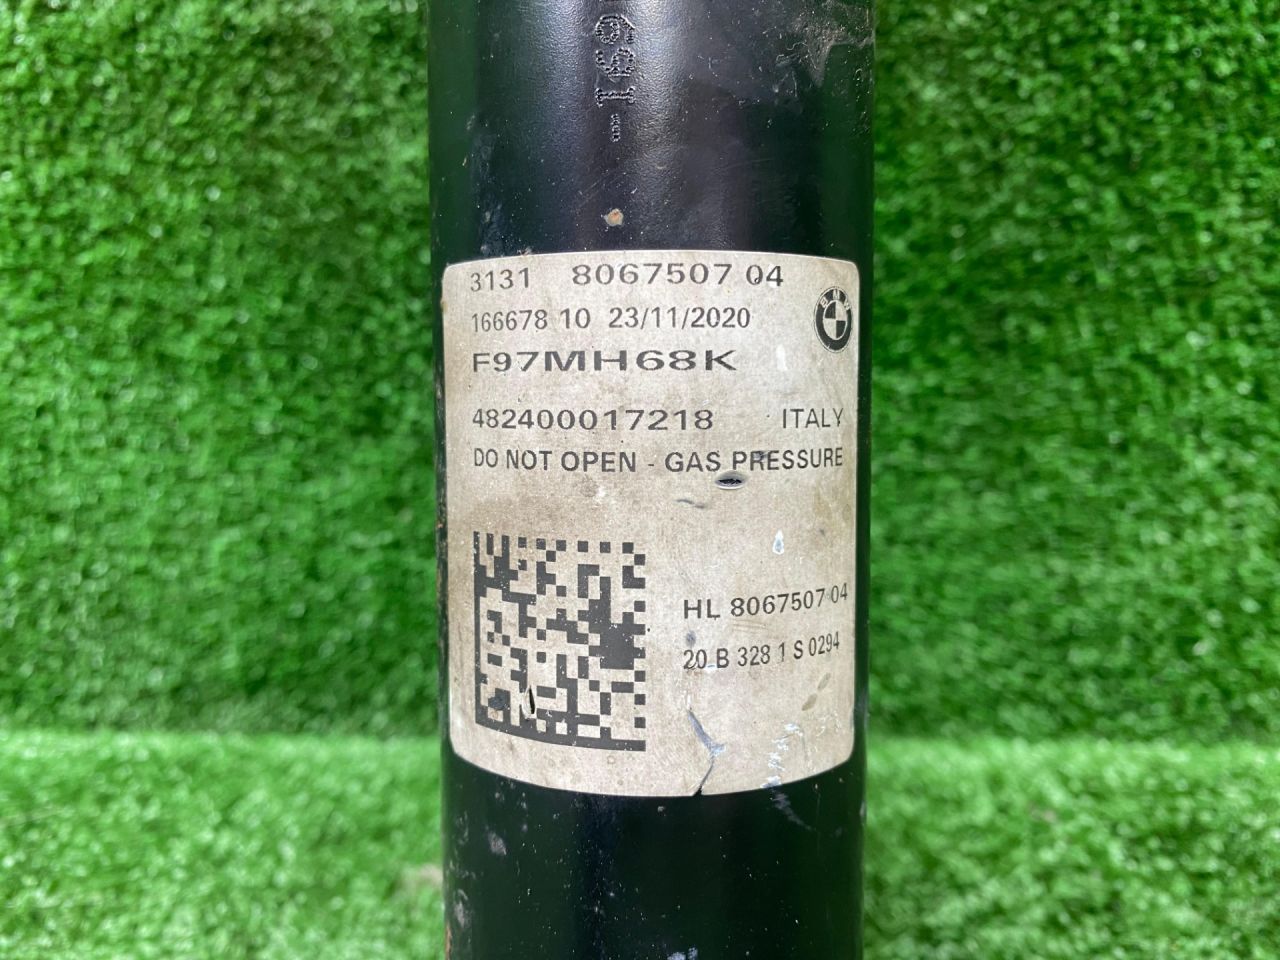 3131 8067507 04
166678 10 23/11/2020
BMW
F97MH68K
482400017218 ITALY
DO NOT OPEN - GAS PRESSURE
HL 8067507 04
20 B 328 1 S 0294